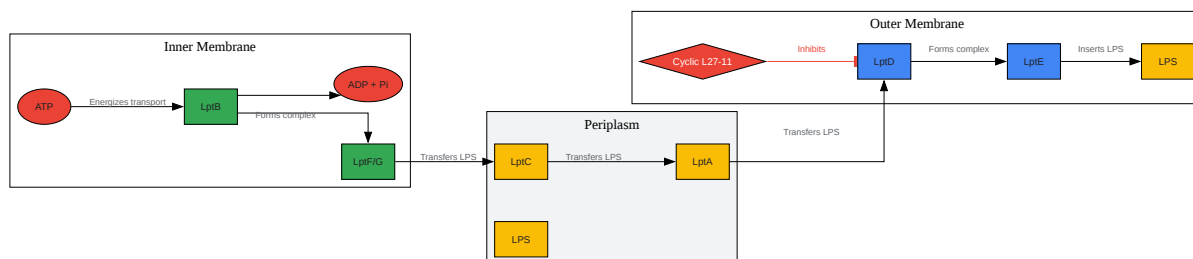 Inner Membrane
ATP
Energizes transport
LptB
ADP + Pi
Forms complex
LptF/G
Transfers LPS
Periplasm
LptC
Transfers LPS
LptA
LPS
Transfers LPS
Outer Membrane
Cyclic L27-11
Inhibits
LptD
Forms complex
LptE
Inserts LPS
LPS